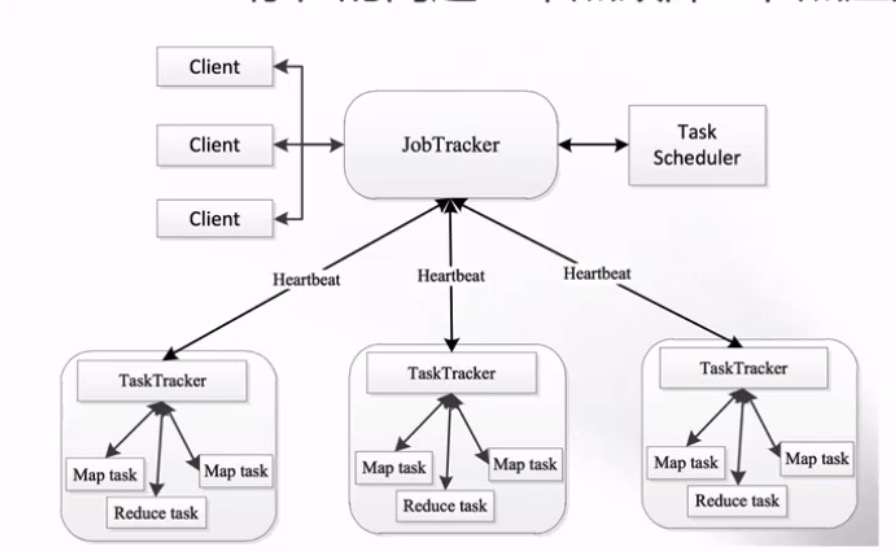 Client
Client
Client
JobTracker
Task
Scheduler
Heartbeat
Heartbeat
Heartbeat
TaskTracker
Map task
Map task
Reduce task
TaskTracker
Map task
Map task
Reduce task
TaskTracker
Map task
Map task
Reduce task